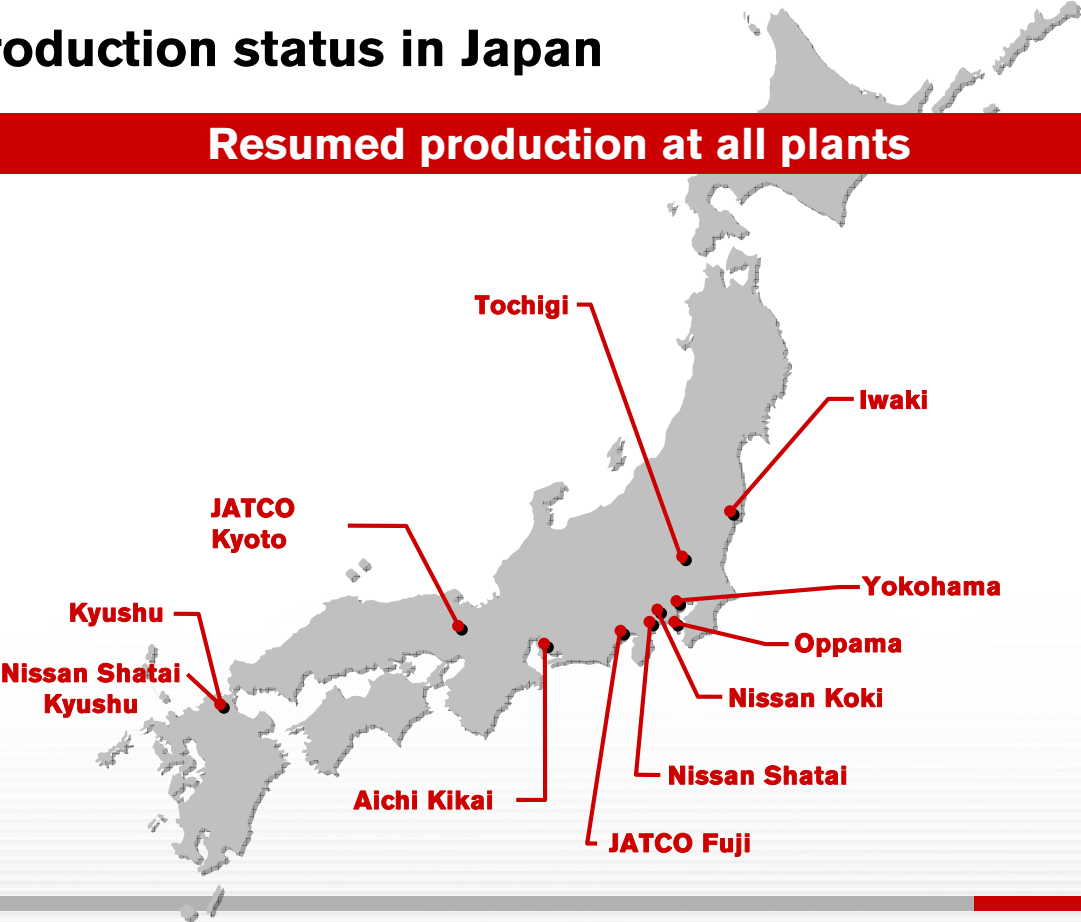 roduction status in Japan
Resumed production at all plants
Tochigi
Iwaki
JATCO
Kyoto
Yokohama
Kyushu
Oppama
Nissan Shatai
Kyushu
Nissan Koki
Nissan Shatai
Aichi Kikai
JATCO Fuji